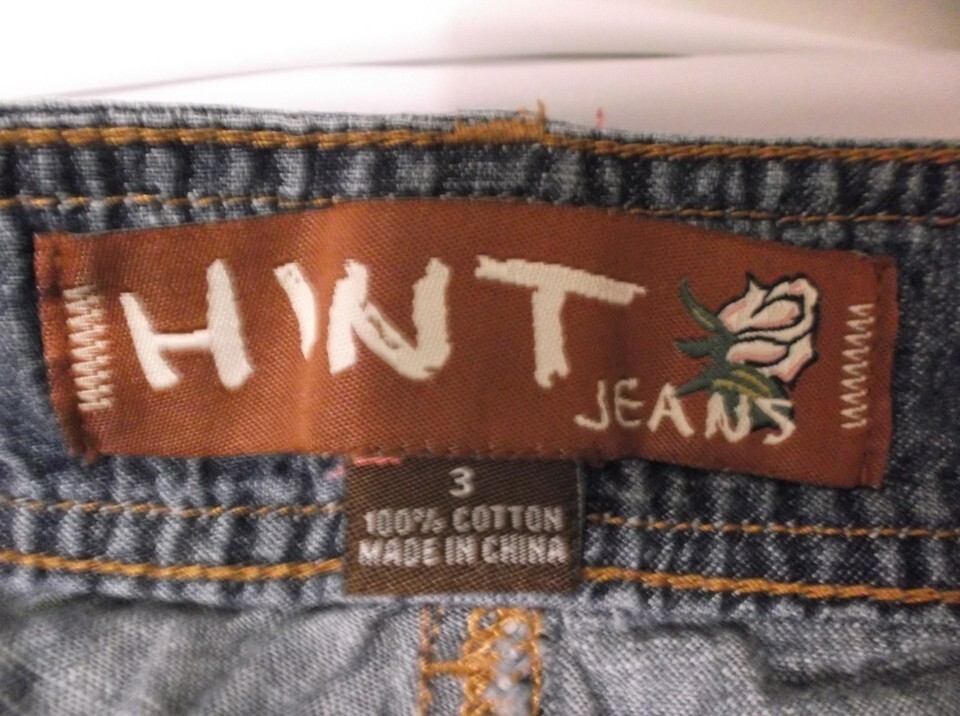 HINT
JEANS
3
100% COTTON
MADE IN CHINA